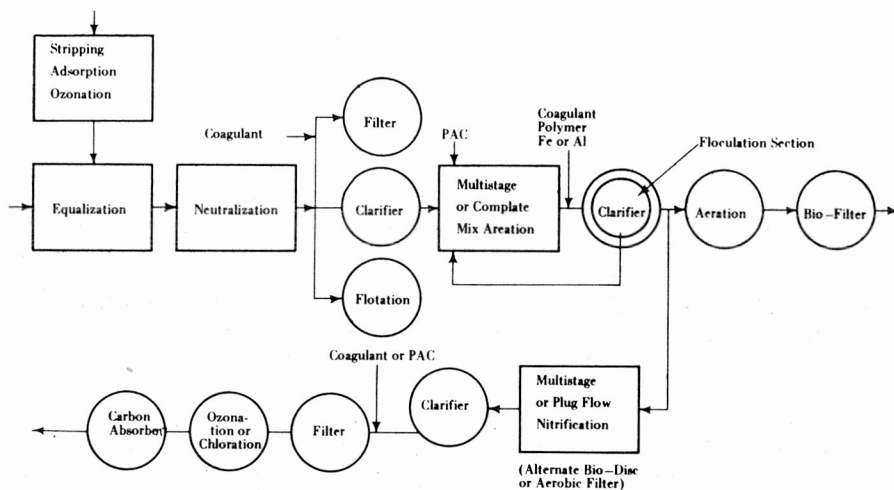 Stripping
Adsorption
Ozonation
Coagulant
Filter
PAC
Coagulant
Polymer
Fe or Al
Floculation Section
Equalization
Neutralization
Clarifier
Multistage
or Complate
Mix Areation
Clarifier
Aeration
Bio-Filter
Flotation
Coagulant or PAC
Carbon
Absorber
Ozona-
tion or
Chloration
Filter
Clarifier
Multistage
or Plug Flow
Nitrification
(Alternate Bio-Disc
or Aerobic Filter)